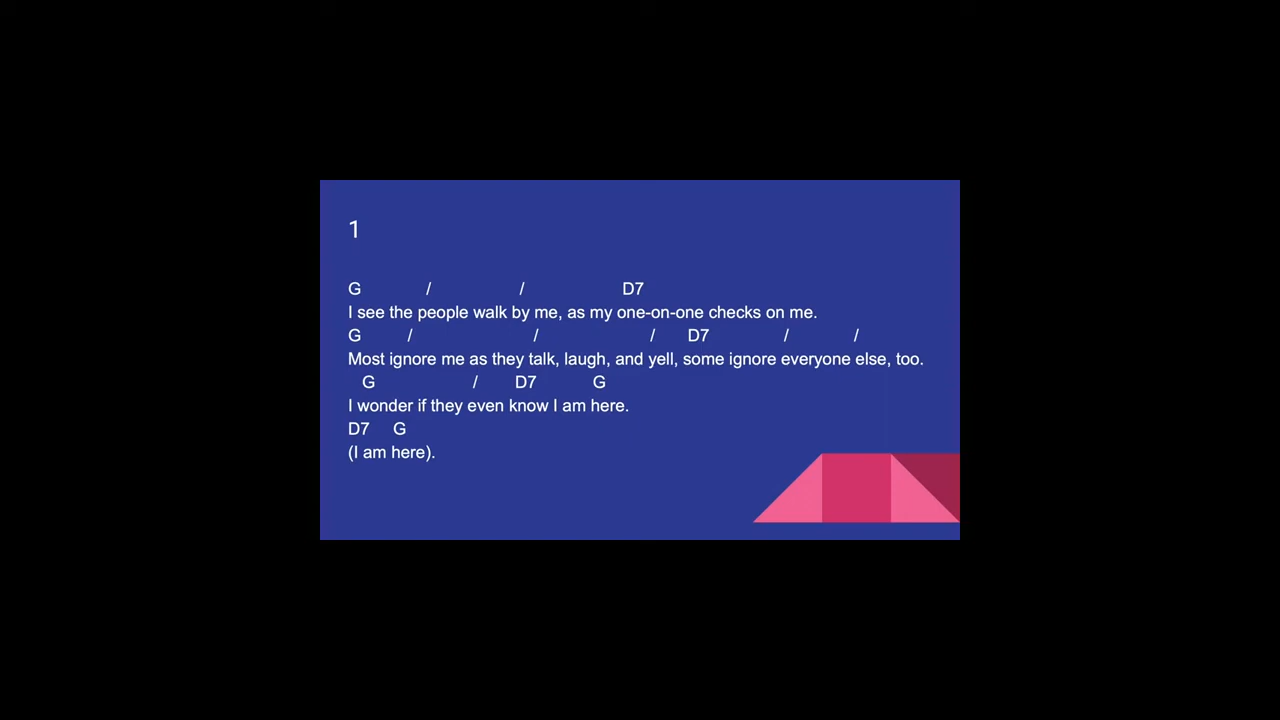 1
G / / D7
I see the people walk by me, as my one-on-one checks on me.
G / / / D7 / /
Most ignore me as they talk, laugh, and yell, some ignore everyone else, too.
G / D7 G
I wonder if they even know I am here.
D7 G
(I am here).